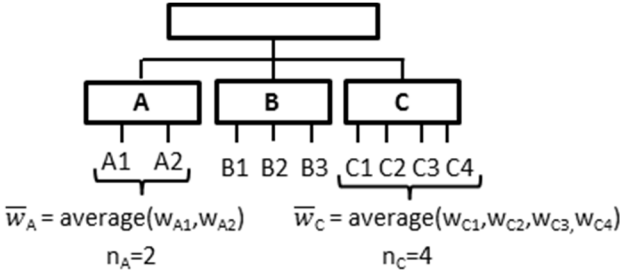 A B C
A1 A2 B1 B2 B3 C1 C2 C3 C4
w̅A = average(wA1,wA2) w̅C = average(wC1,wC2,wC3,wC4)
nA=2 nC=4